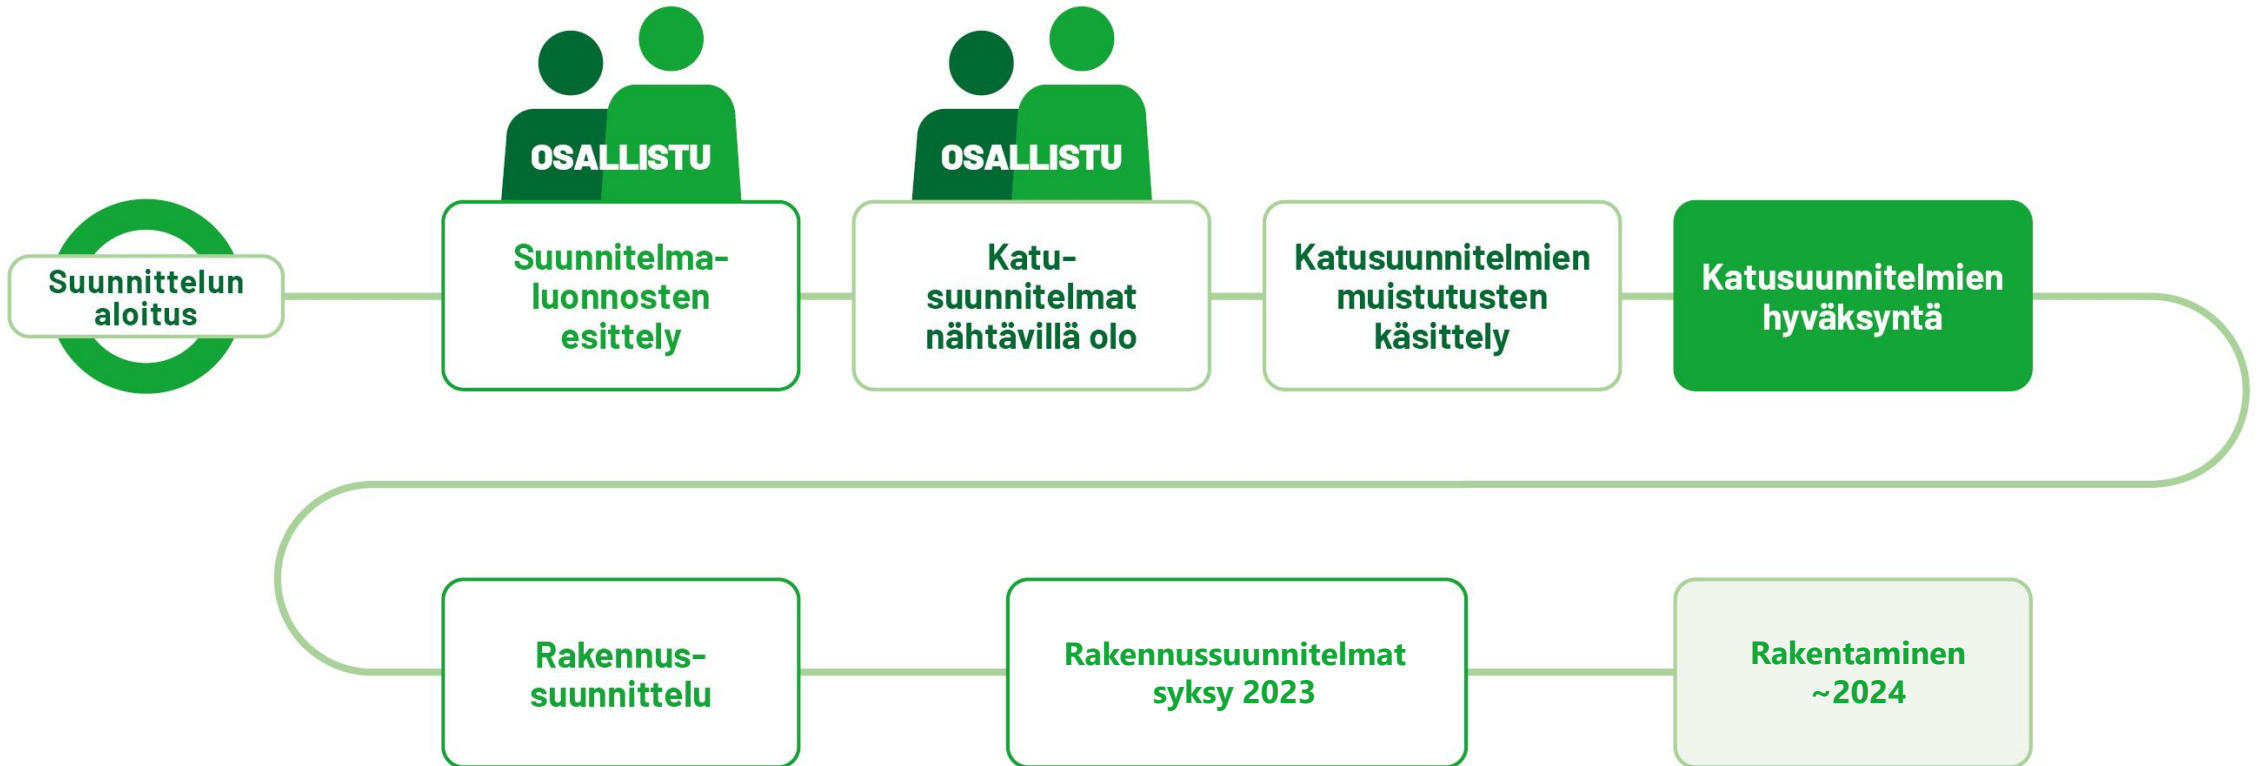 OSALLISTU
OSALLISTU
Suunnittelun
aloitus
Suunnitelma-
luonnosten
esittely
Katu-
suunnitelmat
nähtävillä olo
Katusuunnitelmien
muistutusten
käsittely
Katusuunnitelmien
hyväksyntä
Rakennus-
suunnittelu
Rakennussuunnitelmat
syksy 2023
Rakentaminen
~2024